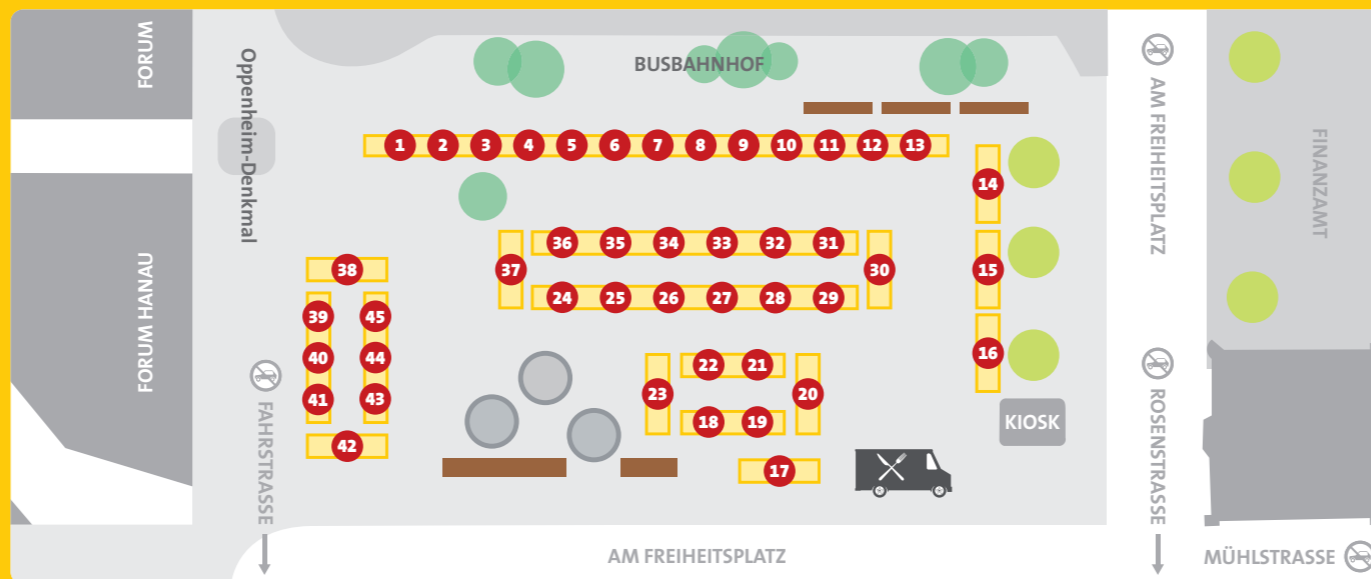 FORUM
Oppenheim-Denkmal
BUSBAHNHOF
AM FREIHEITSPLATZ
FINANZAMT
1 2 3 4 5 6 7 8 9 10 11 12 13
14
36 35 34 33 32 31
37 30 15
24 25 26 27 28 29
38
39 45
40 44
41 43
42
16
22 21
23 20
18 19
17
KIOSK
FORUM HANAU
FAHRSTRASSE
ROSENSTRASSE
AM FREIHEITSPLATZ
MÜHLSTRASSE